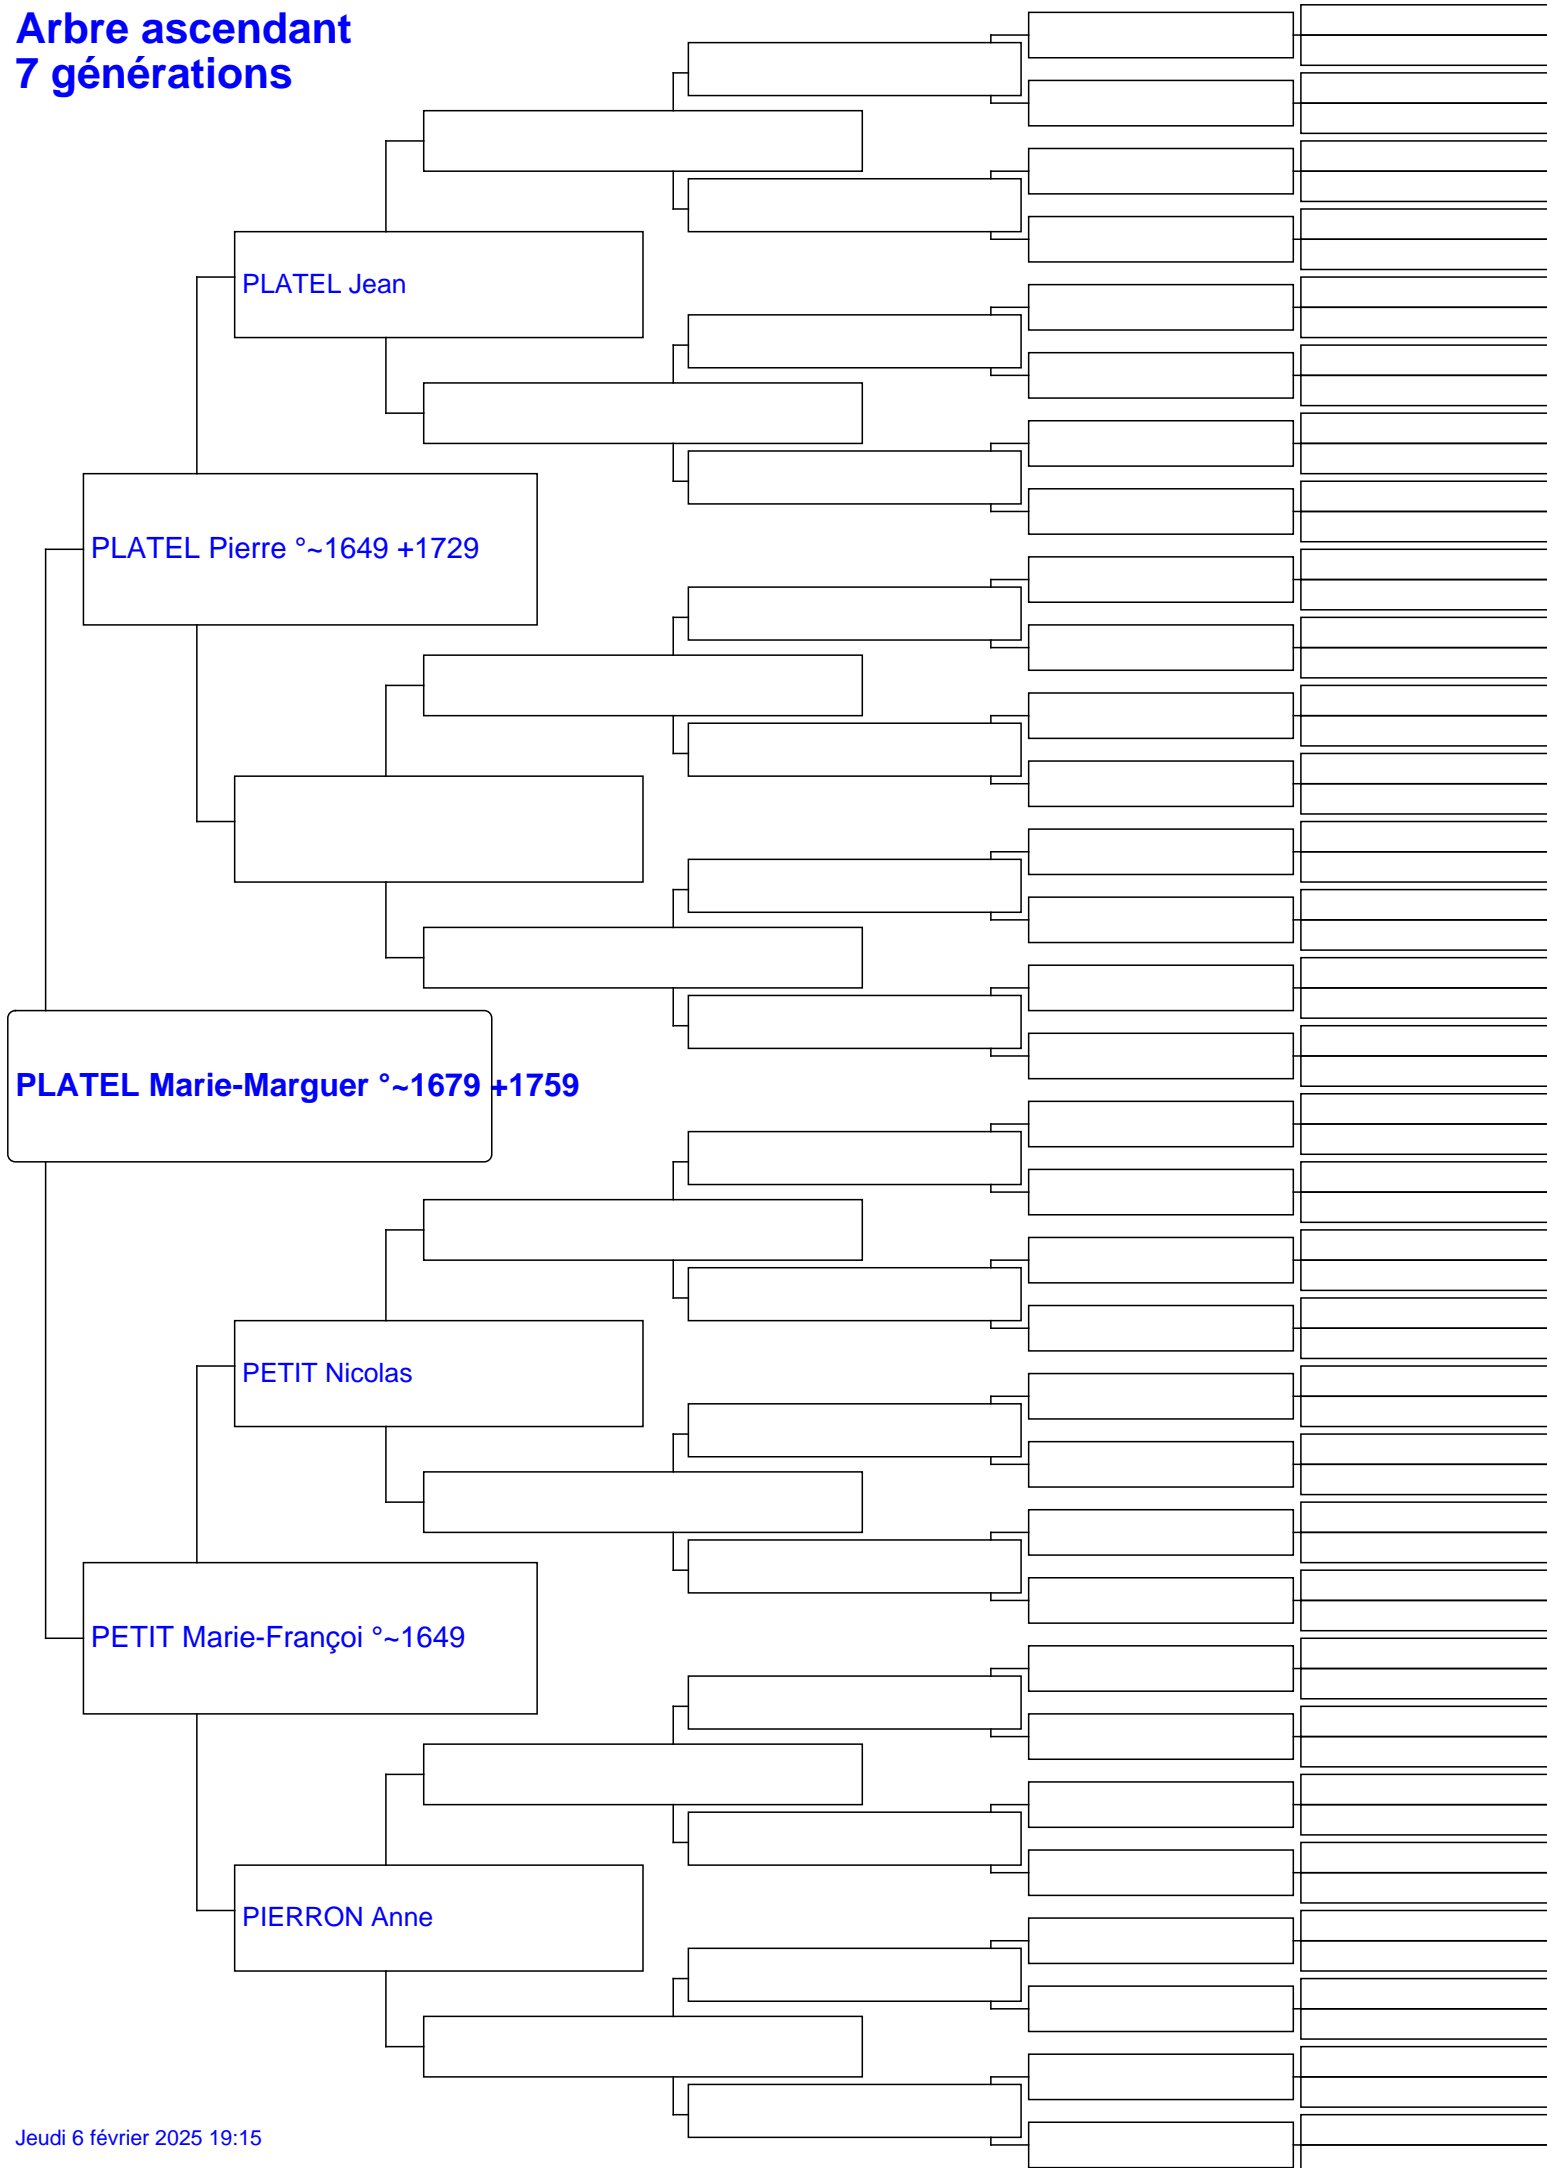 Arbre ascendant
7 générations
PLATEL Jean
PLATEL Pierre °~1649 +1729
PLATEL Marie-Marguer °~1679 +1759
PETIT Nicolas
PETIT Marie-Françoi °~1649
PIERRON Anne
Jeudi 6 février 2025 19:15